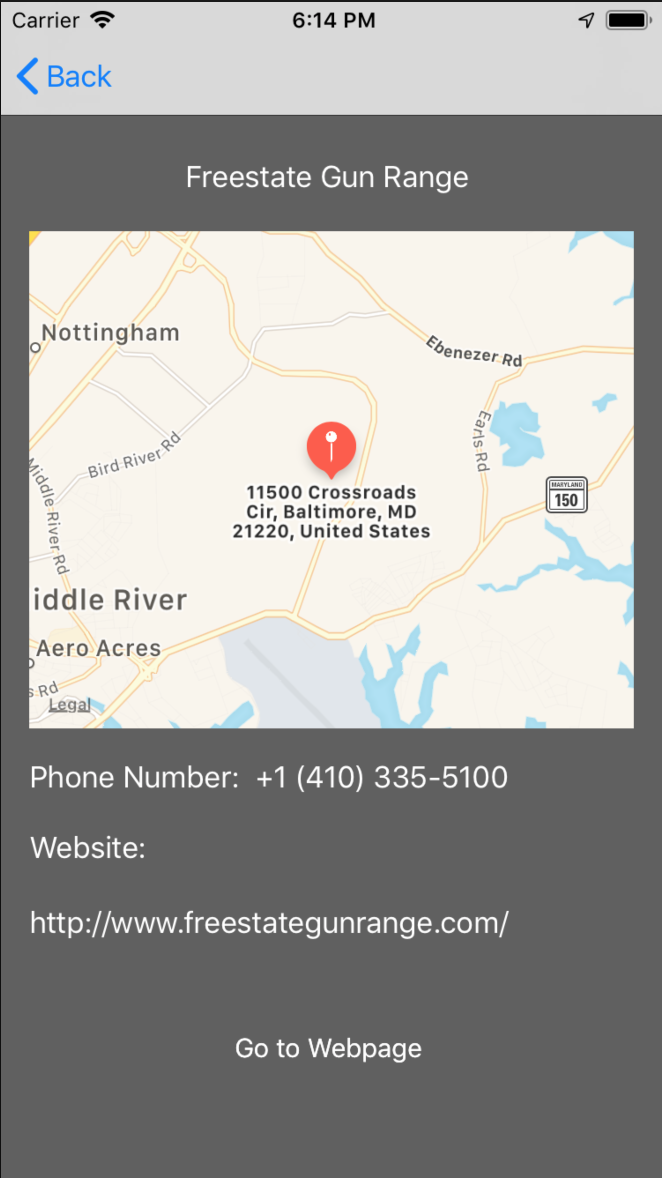 Carrier 6:14 PM
Back
Freestate Gun Range
Nottingham
Ebenezer Rd
Bird River Rd
Earls Rd
Middle River Rd
11500 Crossroads
Cir, Baltimore, MD
21220, United States
MARYLAND
150
iddle River
Aero Acres
s Rd
Legal
Phone Number: +1 (410) 335-5100
Website:
http://www.freestategunrange.com/
Go to Webpage